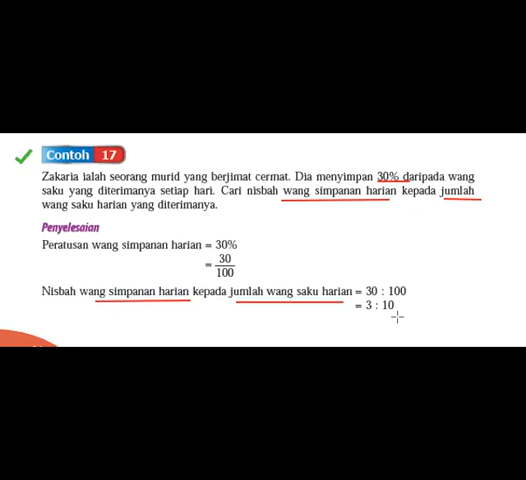 Contoh 17
Zakaria ialah seorang murid yang berjimat cermat. Dia menyimpan 30% daripada wang
saku yang diterimanya setiap hari. Cari nisbah wang simpanan harian kepada jumlah
wang saku harian yang diterimanya.
Penyelesaian
Peratusan wang simpanan harian = 30%
= 30/100
Nisbah wang simpanan harian kepada jumlah wang saku harian = 30 : 100
= 3 : 10